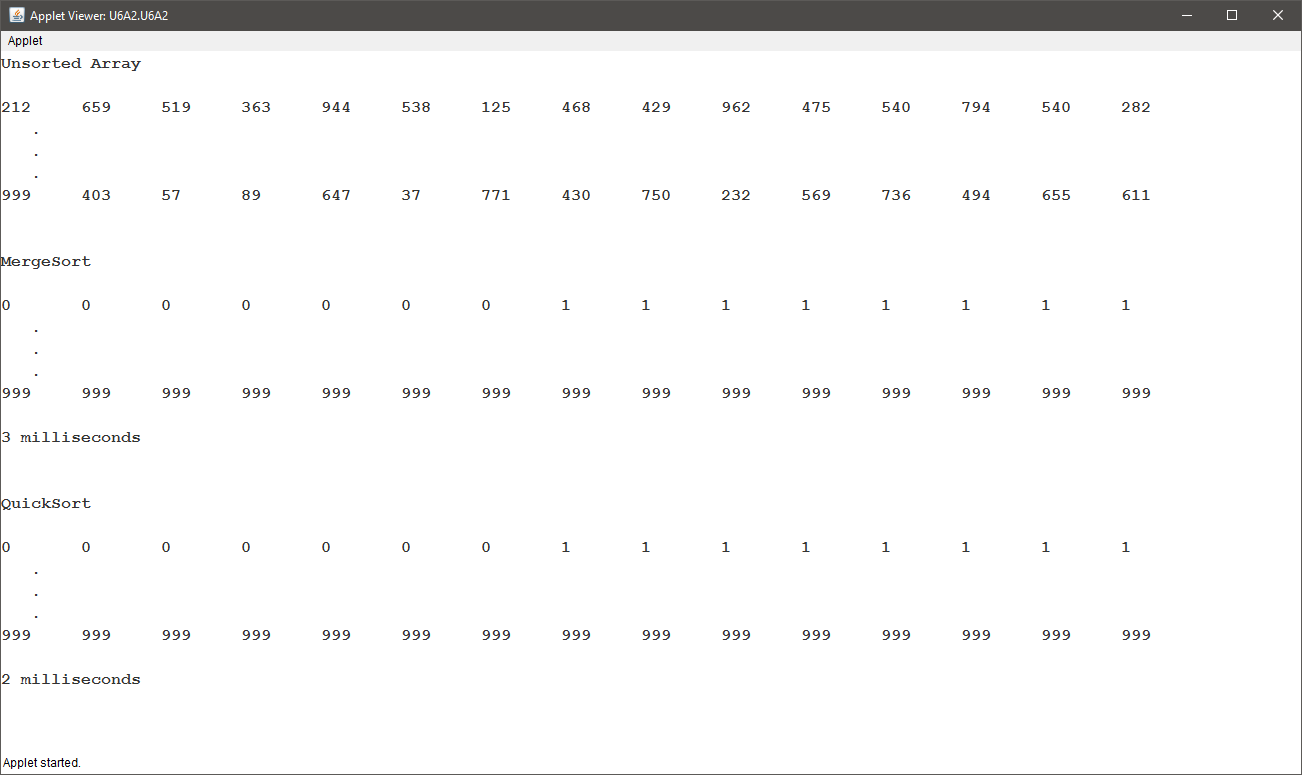 Applet Viewer: U6A2.U6A2
Applet
Unsorted Array
212 659 519 363 944 538 125 468 429 962 475 540 794 540 282
.
.
.
999 403 57 89 647 37 771 430 750 232 569 736 494 655 611
MergeSort
0 0 0 0 0 0 0 1 1 1 1 1 1 1 1
.
.
.
999 999 999 999 999 999 999 999 999 999 999 999 999 999 999
3 milliseconds
QuickSort
0 0 0 0 0 0 0 1 1 1 1 1 1 1 1
.
.
.
999 999 999 999 999 999 999 999 999 999 999 999 999 999 999
2 milliseconds
Applet started.